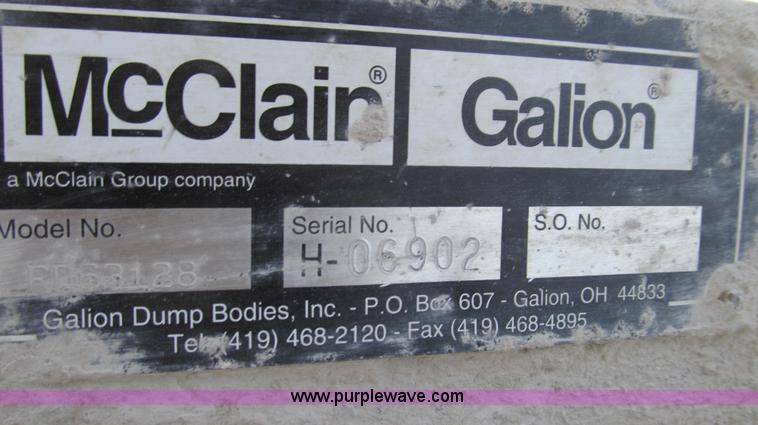 McClain® Galion®
a McClain Group company
Model No. Serial No. S.O. No.
H-06902
Galion Dump Bodies, Inc. - P.O. Box 607 - Galion, OH 44833
Tel. (419) 468-2120 - Fax (419) 468-4895
www.purplewave.com